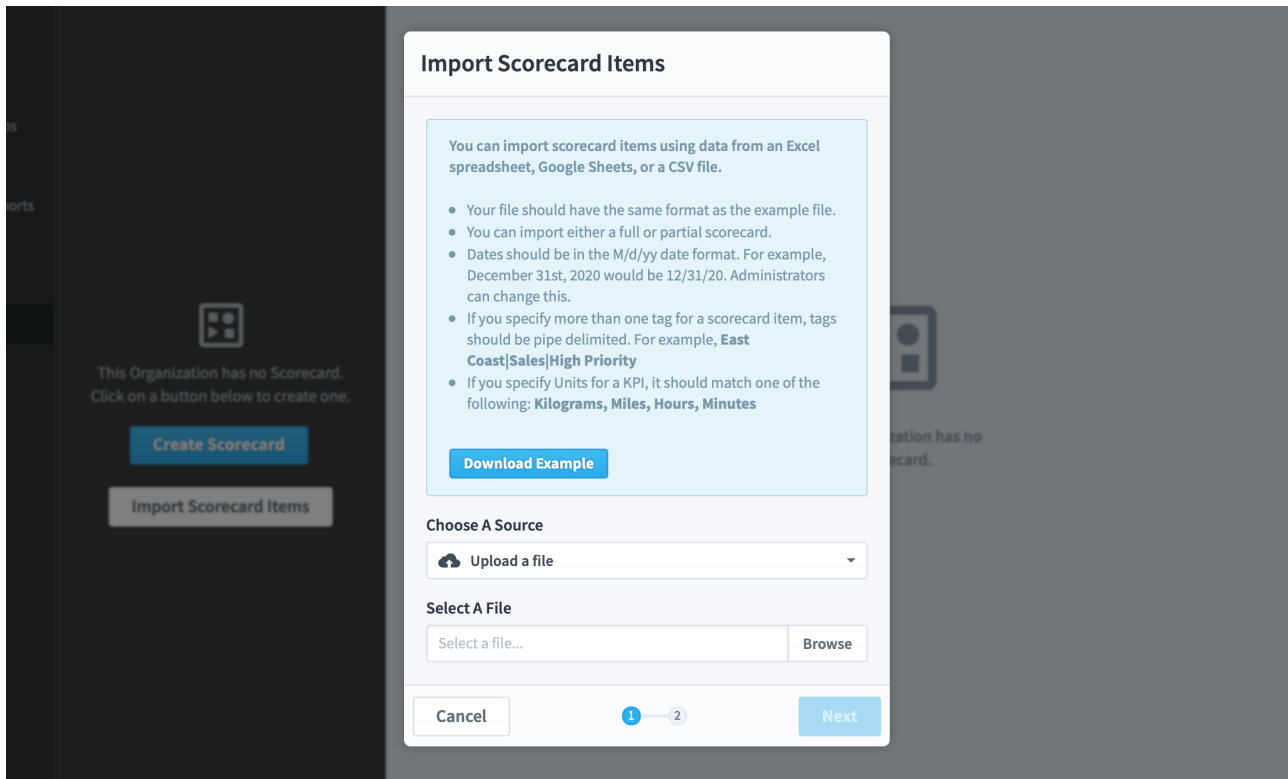 Import Scorecard Items
You can import scorecard items using data from an Excel
spreadsheet, Google Sheets, or a CSV file.
Your file should have the same format as the example file.
You can import either a full or partial scorecard.
Dates should be in the M/d/yy date format. For example,
December 31st, 2020 would be 12/31/20. Administrators
can change this.
If you specify more than one tag for a scorecard item, tags
should be pipe delimited. For example, East
Coast|Sales|High Priority
If you specify Units for a KPI, it should match one of the
following: Kilograms, Miles, Hours, Minutes
Download Example
Choose A Source
Upload a file
Select A File
Select a file...
Browse
Cancel
1
2
Next
This Organization has no Scorecard.
Click on a button below to create one.
Create Scorecard
Import Scorecard Items
has no